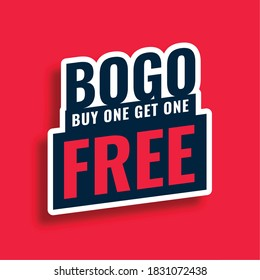 BOGO
BUY ONE GET ONE
FREE
shutterstock.com · 1831072438